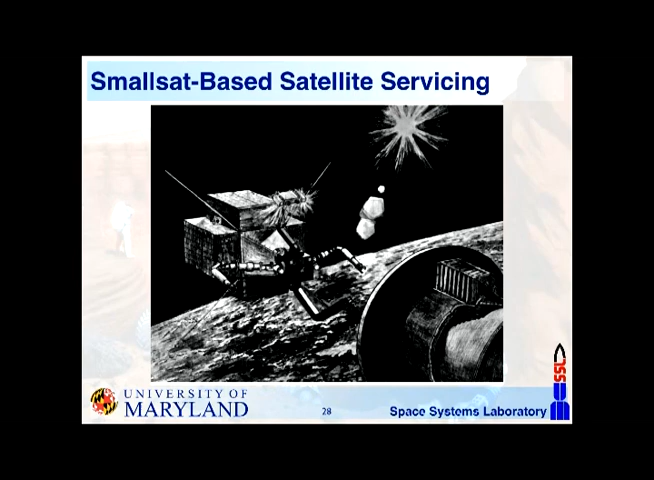 Smallsat-Based Satellite Servicing
UNIVERSITY OF
MARYLAND
28
Space Systems Laboratory
SSL